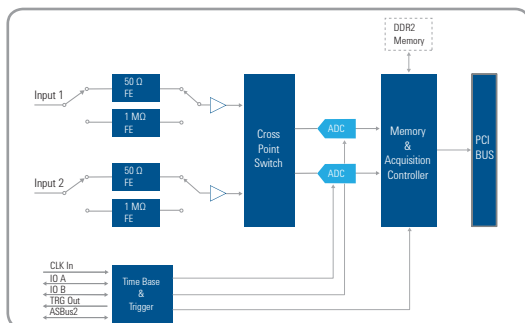 DDR2
Memory
Input 1
50 Ω
FE
1 MΩ
FE
Cross
Point
Switch
ADC
Memory
&
Acquisition
Controller
PCI
BUS
Input 2
50 Ω
FE
1 MΩ
FE
ADC
CLK In
IO A
IO B
TRG Out
ASBus2
Time Base
&
Trigger